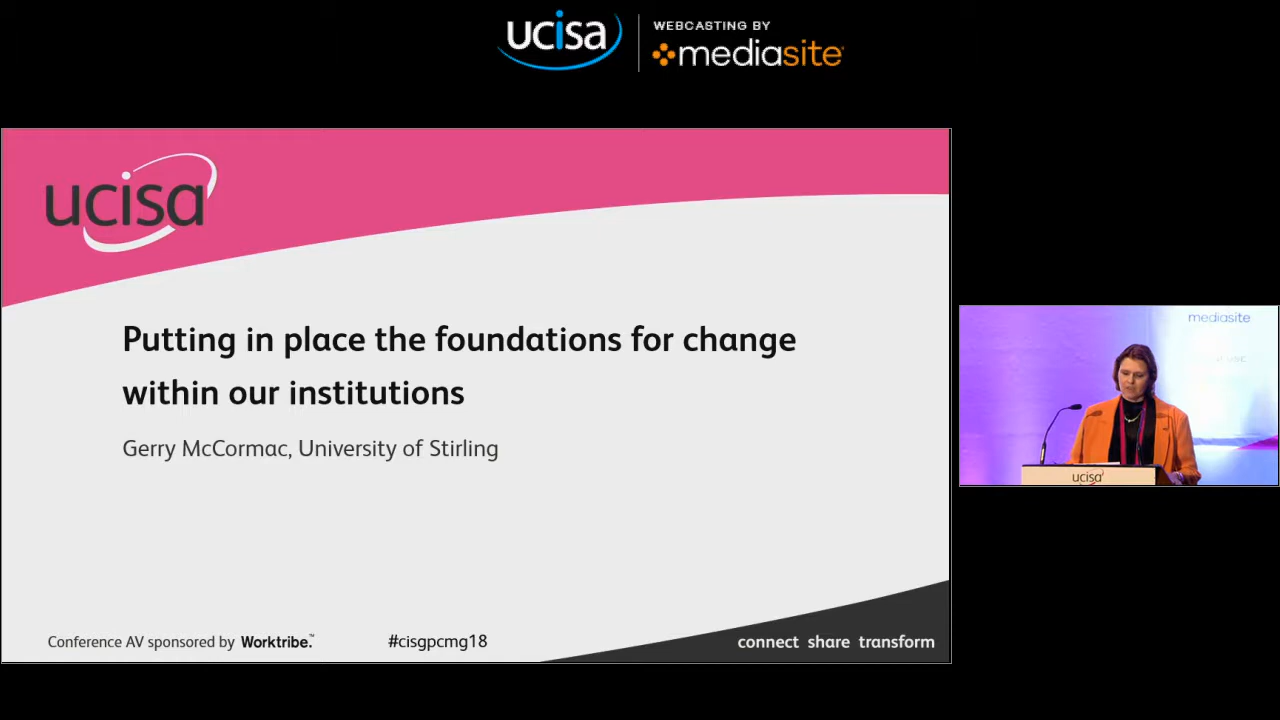 ucisa
WEBCASTING BY
mediasite
ucisa
Putting in place the foundations for change
within our institutions
Gerry McCormac, University of Stirling
Conference AV sponsored by Worktribe.™
#cisgpcmg18
connect share transform
mediasite
ucisa